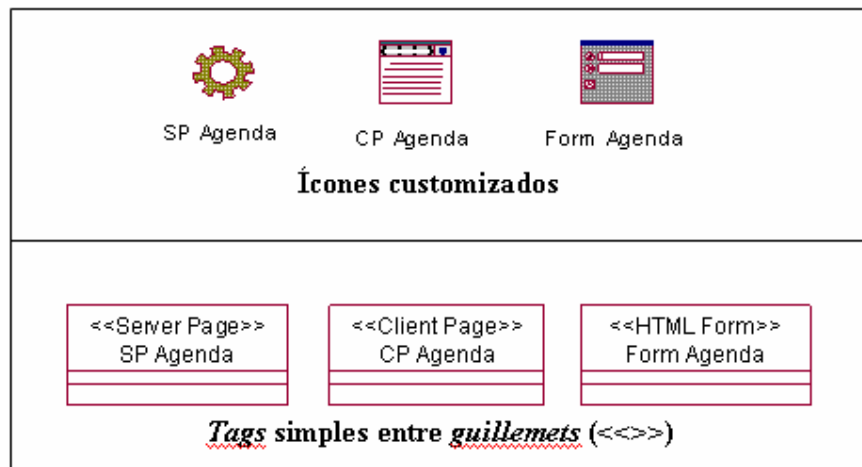 SP Agenda
CP Agenda
Form Agenda
Ícones customizados
<<Server Page>>
SP Agenda
<<Client Page>>
CP Agenda
<<HTML Form>>
Form Agenda
Tags simples entre guillemets (<<>>)